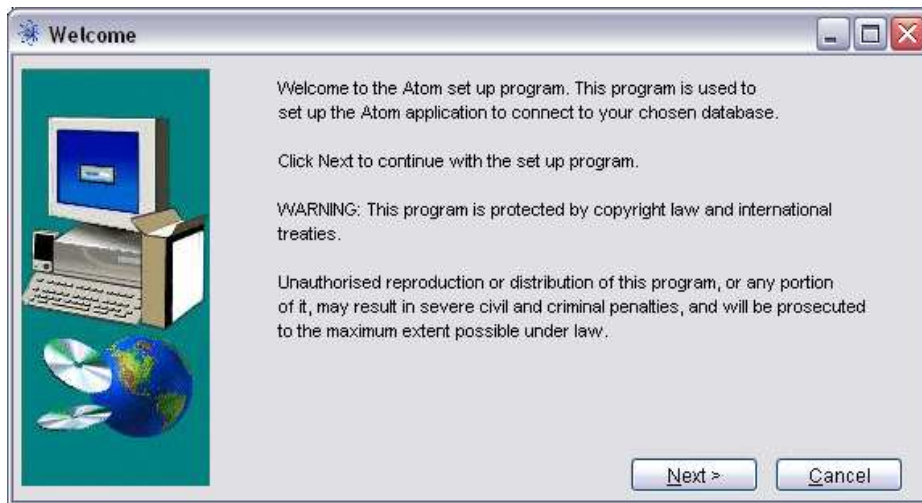 Welcome
Welcome to the Atom set up program. This program is used to
set up the Atom application to connect to your chosen database.
Click Next to continue with the set up program.
WARNING: This program is protected by copyright law and international
treaties.
Unauthorised reproduction or distribution of this program, or any portion
of it, may result in severe civil and criminal penalties, and will be prosecuted
to the maximum extent possible under law.
Next >
Cancel